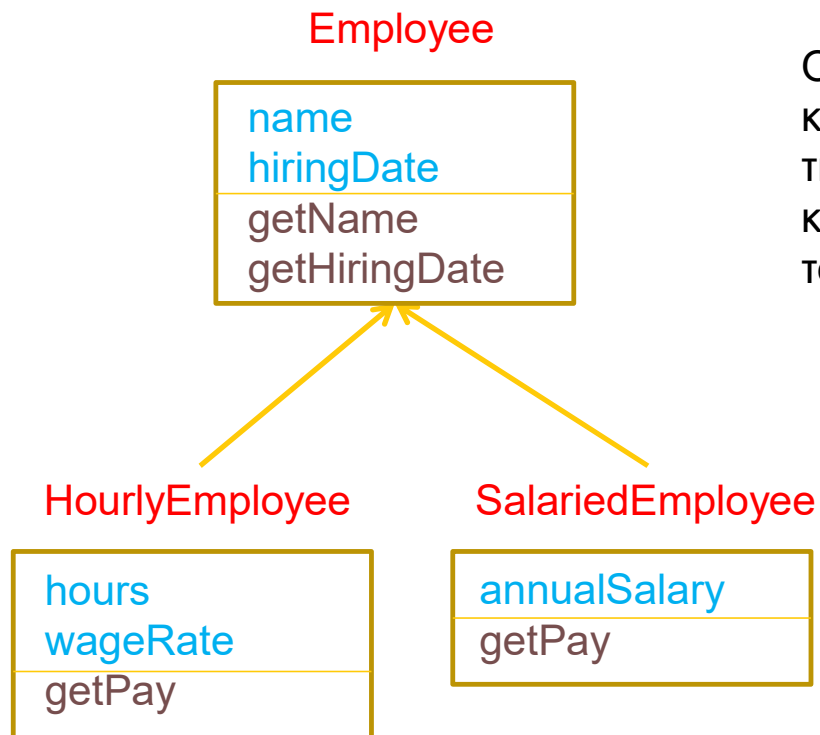 Employee
name
hiringDate
getName
getHiringDate
HourlyEmployee
SalariedEmployee
hours
wageRate
getPay
annualSalary
getPay